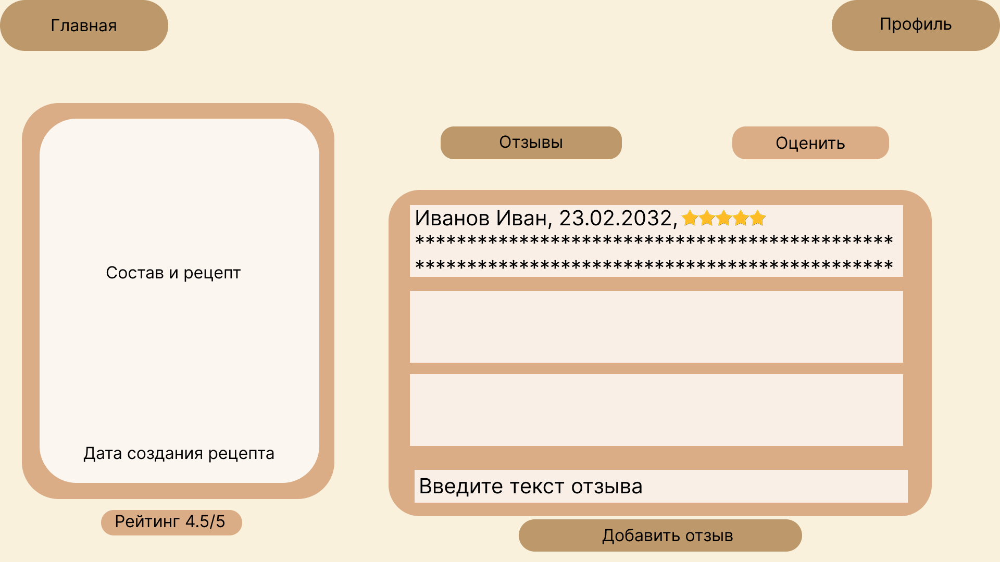 Главная
Профиль
Отзывы
Оценить
Состав и рецепт
Дата создания рецепта
Рейтинг 4.5/5
Иванов Иван, 23.02.2032,⭐⭐⭐⭐⭐
**********************************************
**********************************************
Введите текст отзыва
Добавить отзыв